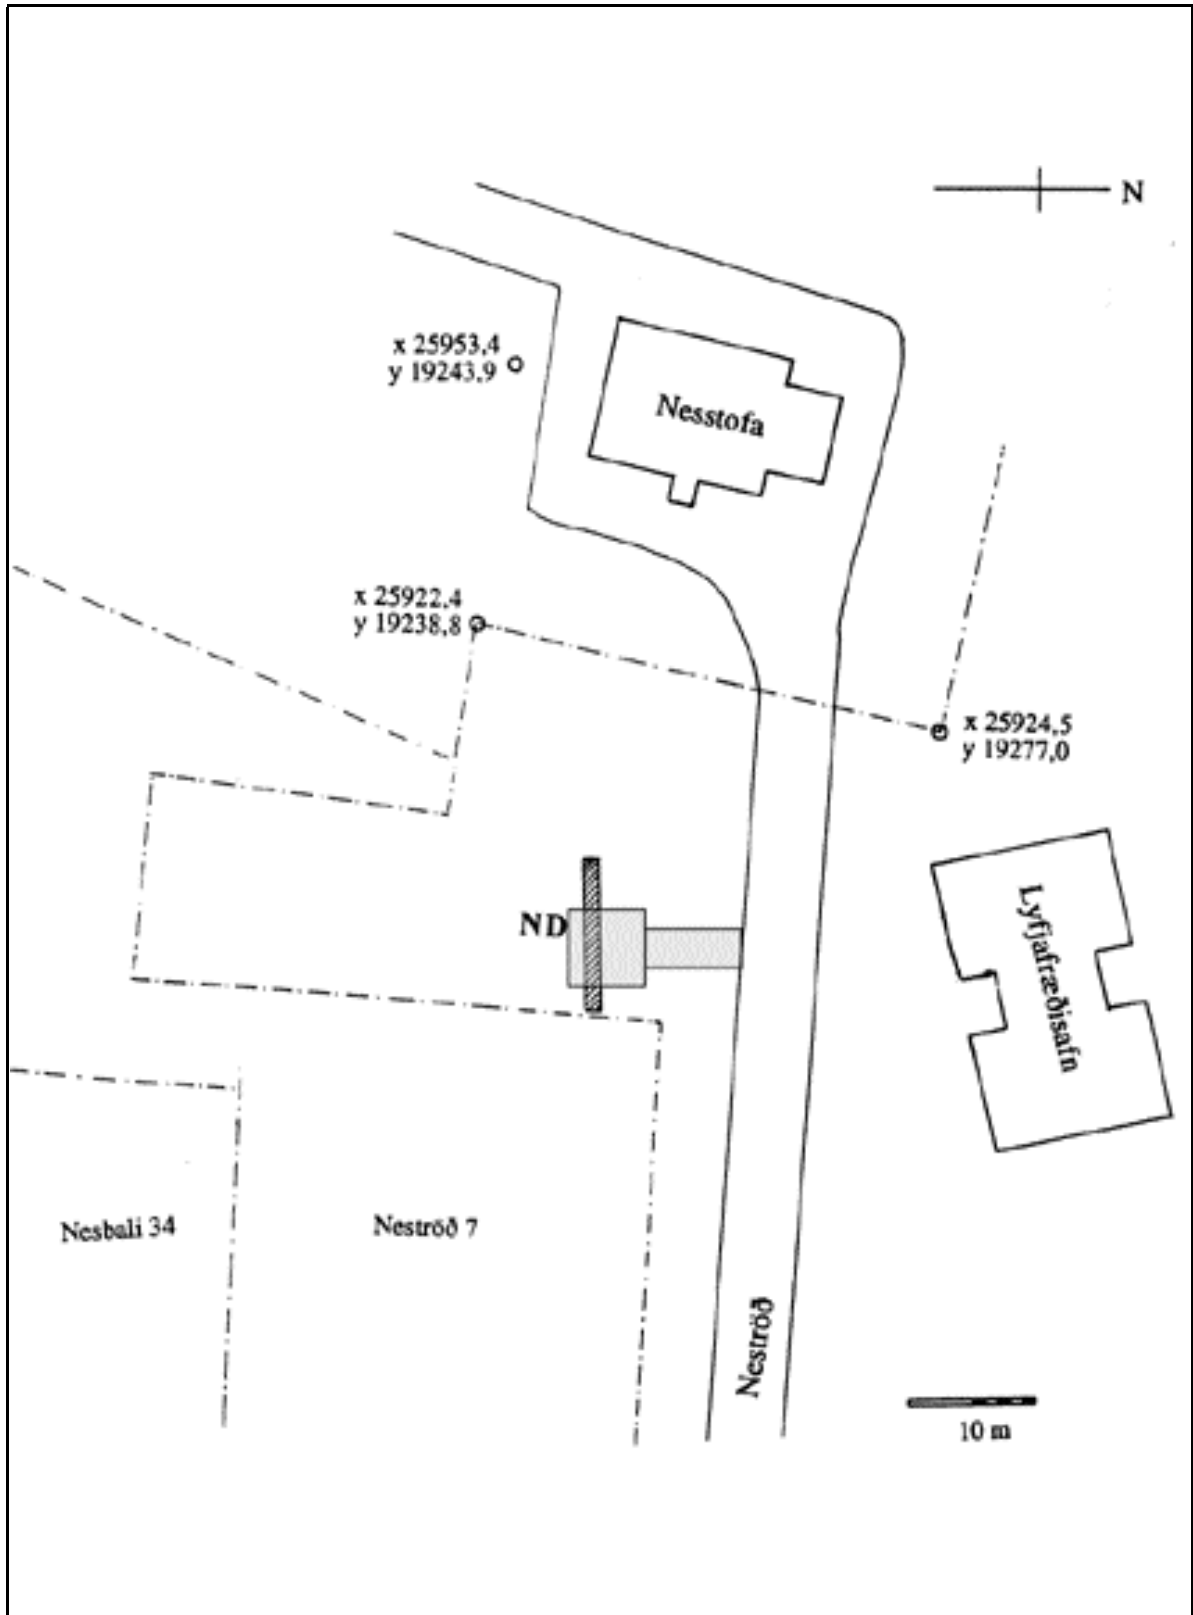 N
x 25953,4
y 19243,9
Nesstofa
x 25922,4
y 19238,8
x 25924,5
y 19277,0
ND
Lyfjafræðisafn
Nesbali 34
Neströð 7
Neströð
10 m